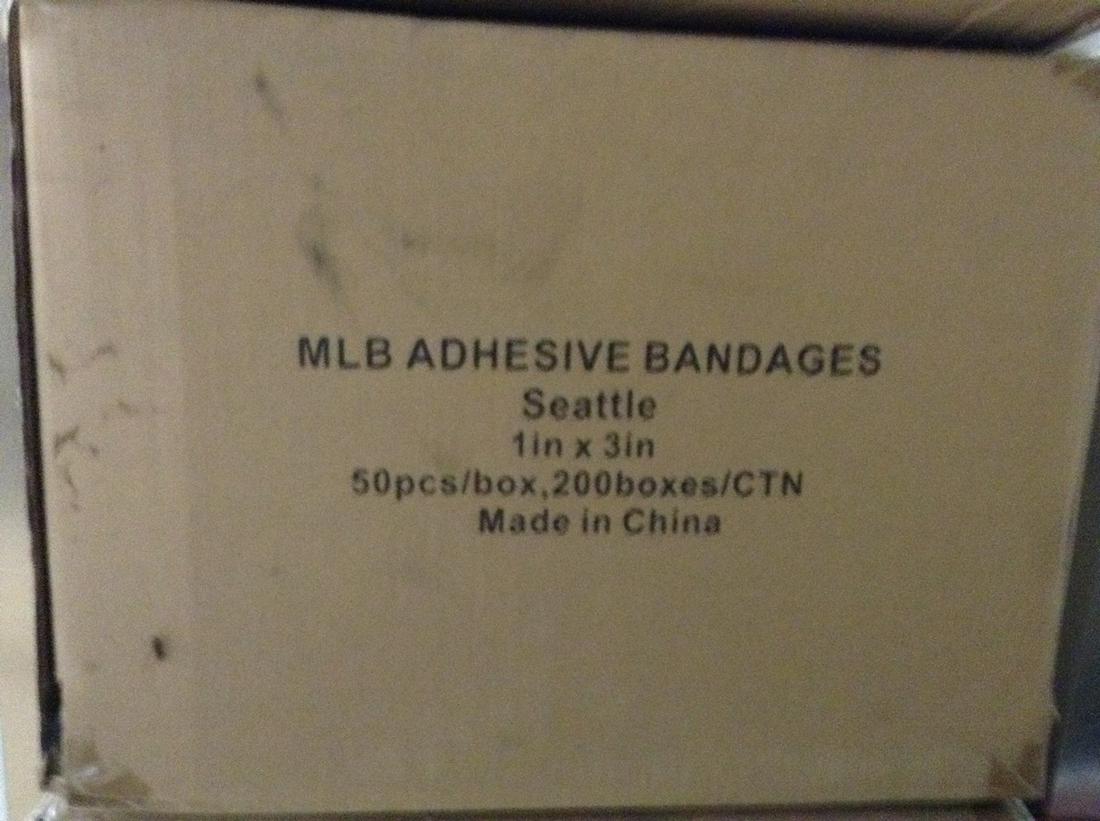 MLB ADHESIVE BANDAGES
Seattle
1in x 3in
50pcs/box,200boxes/CTN
Made in China